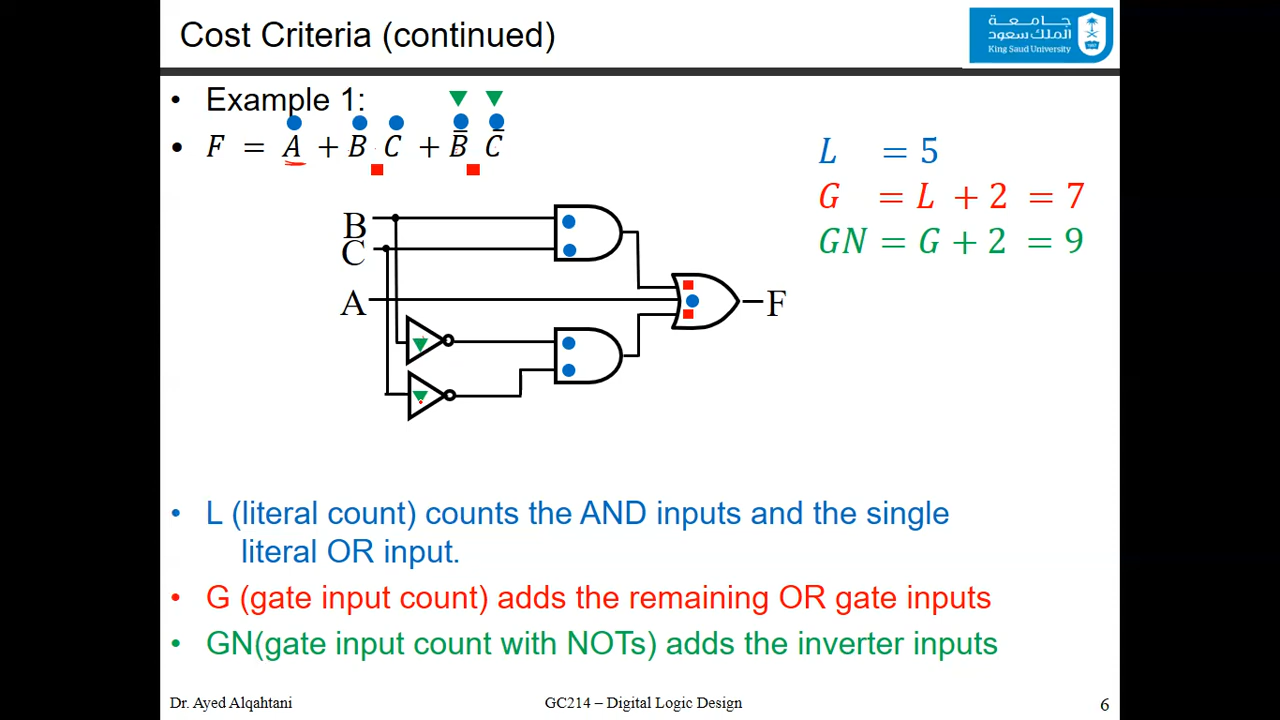 Cost Criteria (continued)
جامعة
الملك سعود
King Saud University
• Example 1:
• F = A + B C + B̅ C̅
L = 5
G = L + 2 = 7
GN = G + 2 = 9
B
C
A
F
• L (literal count) counts the AND inputs and the single
literal OR input.
• G (gate input count) adds the remaining OR gate inputs
• GN(gate input count with NOTs) adds the inverter inputs
Dr. Ayed Alqahtani
GC214 – Digital Logic Design
6